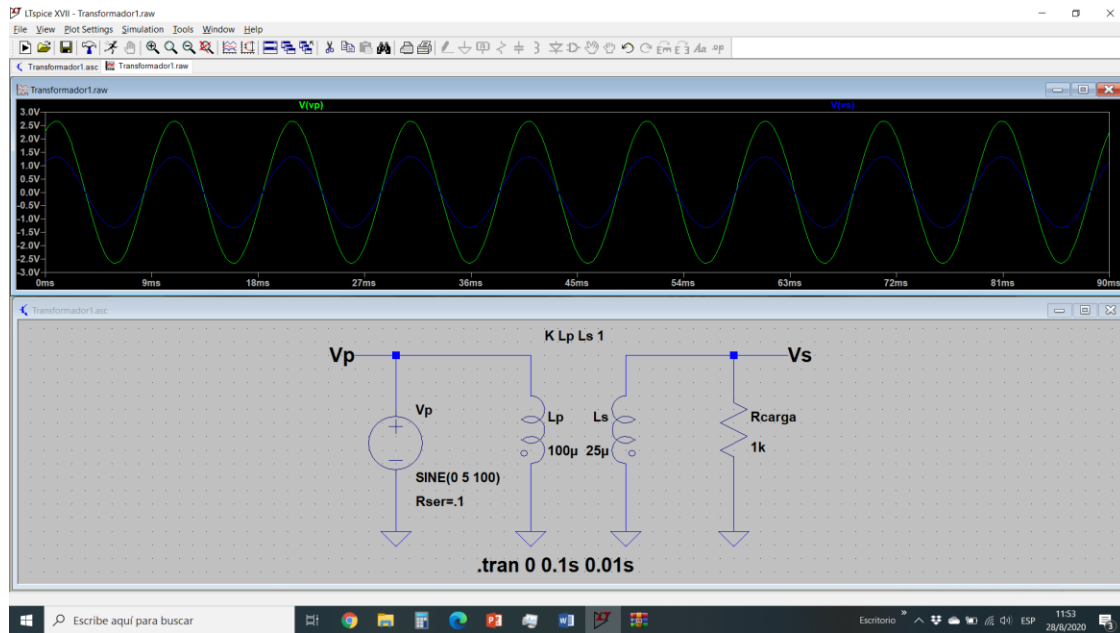 LTspice XVII - Transformador1.raw
File View Plot Settings Simulation Tools Window Help
Transformador1.asc Transformador1.raw
Transformador1.raw
V(vp) V(vs)
3.0V
2.5V
2.0V
1.5V
1.0V
0.5V
0.0V
-0.5V
-1.0V
-1.5V
-2.0V
-2.5V
-3.0V
0ms 9ms 18ms 27ms 36ms 45ms 54ms 63ms 72ms 81ms 90ms
Transformador1.asc
K Lp Ls 1
Vp Vs
Vp
Lp Ls Rcarga
100µ 25µ 1k
SINE(0 5 100)
Rser=.1
.tran 0 0.1s 0.01s
Escribe aquí para buscar
Escritorio » ESP 11:53
28/8/2020